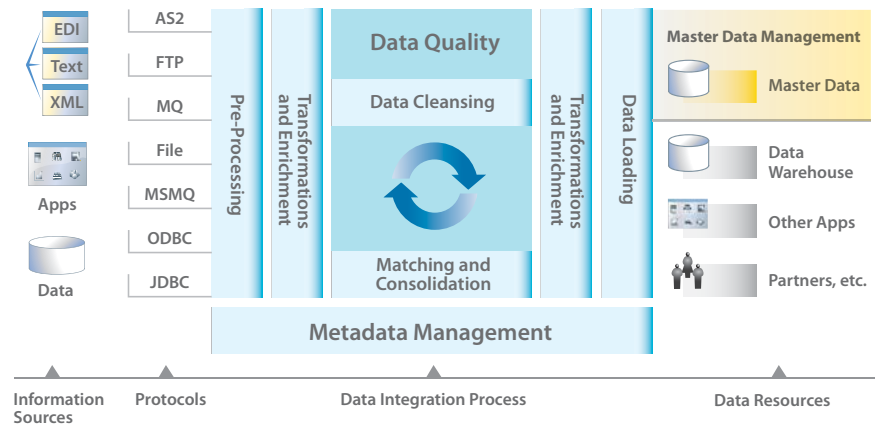 EDI
Text
XML
Apps
Data
AS2
FTP
MQ
File
MSMQ
ODBC
JDBC
Pre-Processing
Transformations
and Enrichment
Data Quality
Data Cleansing
Matching and
Consolidation
Transformations
and Enrichment
Data Loading
Metadata Management
Master Data Management
Master Data
Data
Warehouse
Other Apps
Partners, etc.
Information
Sources
Protocols
Data Integration Process
Data Resources